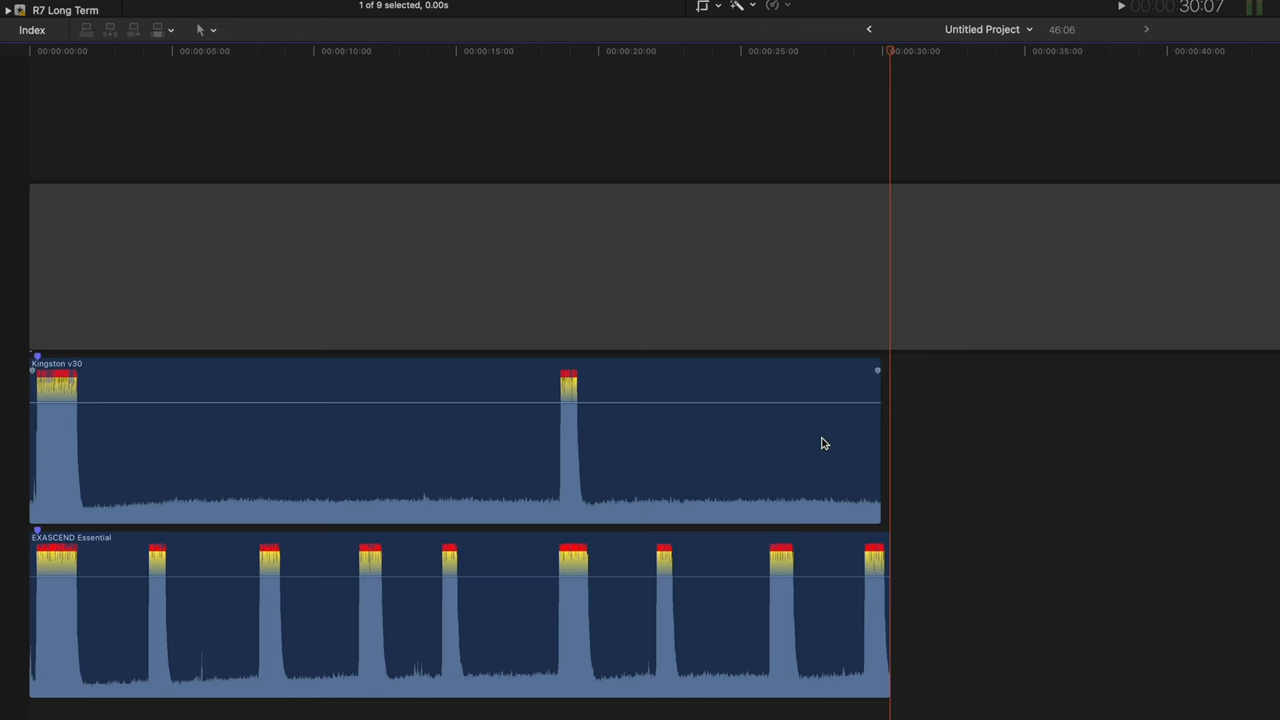 R7 Long Term
1 of 9 selected, 0.00s
00:00:30:07
Index
Untitled Project
46:06
00:00:00:00
00:00:05:00
00:00:10:00
00:00:15:00
00:00:20:00
00:00:25:00
00:00:30:00
00:00:35:00
00:00:40:00
Kingston v30
EXASCEND Essential